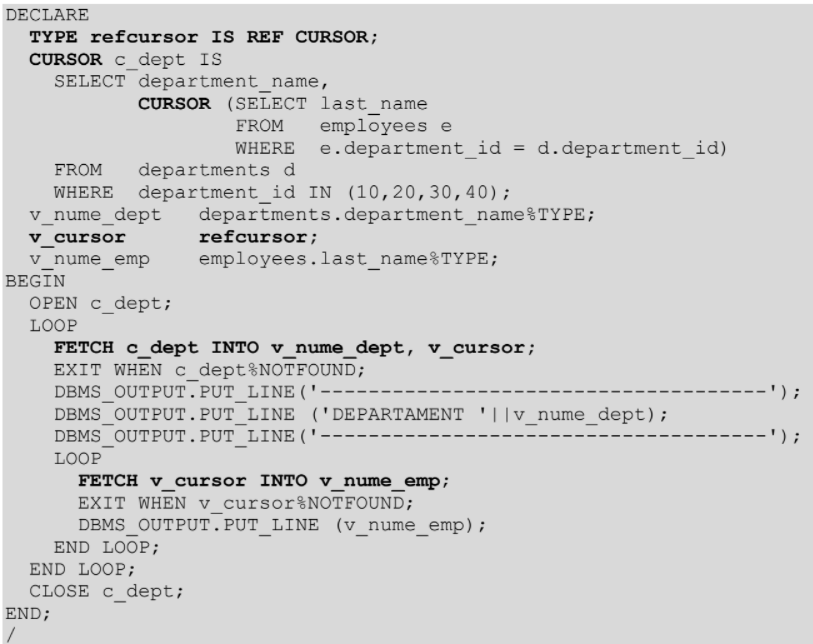 DECLARE
  TYPE refcursor IS REF CURSOR;
  CURSOR c_dept IS
    SELECT department_name,
           CURSOR (SELECT last_name
                   FROM   employees e
                   WHERE  e.department_id = d.department_id)
    FROM   departments d
    WHERE  department_id IN (10,20,30,40);
  v_nume_dept   departments.department_name%TYPE;
  v_cursor      refcursor;
  v_nume_emp    employees.last_name%TYPE;
BEGIN
  OPEN c_dept;
  LOOP
    FETCH c_dept INTO v_nume_dept, v_cursor;
    EXIT WHEN c_dept%NOTFOUND;
    DBMS_OUTPUT.PUT_LINE('-------------------------------------');
    DBMS_OUTPUT.PUT_LINE ('DEPARTAMENT '||v_nume_dept);
    DBMS_OUTPUT.PUT_LINE('-------------------------------------');
    LOOP
      FETCH v_cursor INTO v_nume_emp;
      EXIT WHEN v_cursor%NOTFOUND;
      DBMS_OUTPUT.PUT_LINE (v_nume_emp);
    END LOOP;
  END LOOP;
  CLOSE c_dept;
END;
/